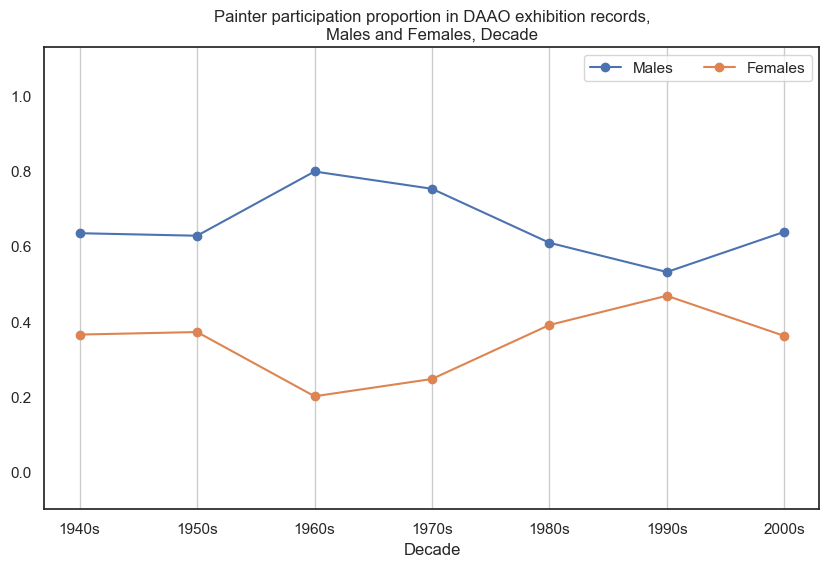 Painter participation proportion in DAAO exhibition records,
Males and Females, Decade
Males
Females
1.0
0.8
0.6
0.4
0.2
0.0
1940s
1950s
1960s
1970s
1980s
1990s
2000s
Decade